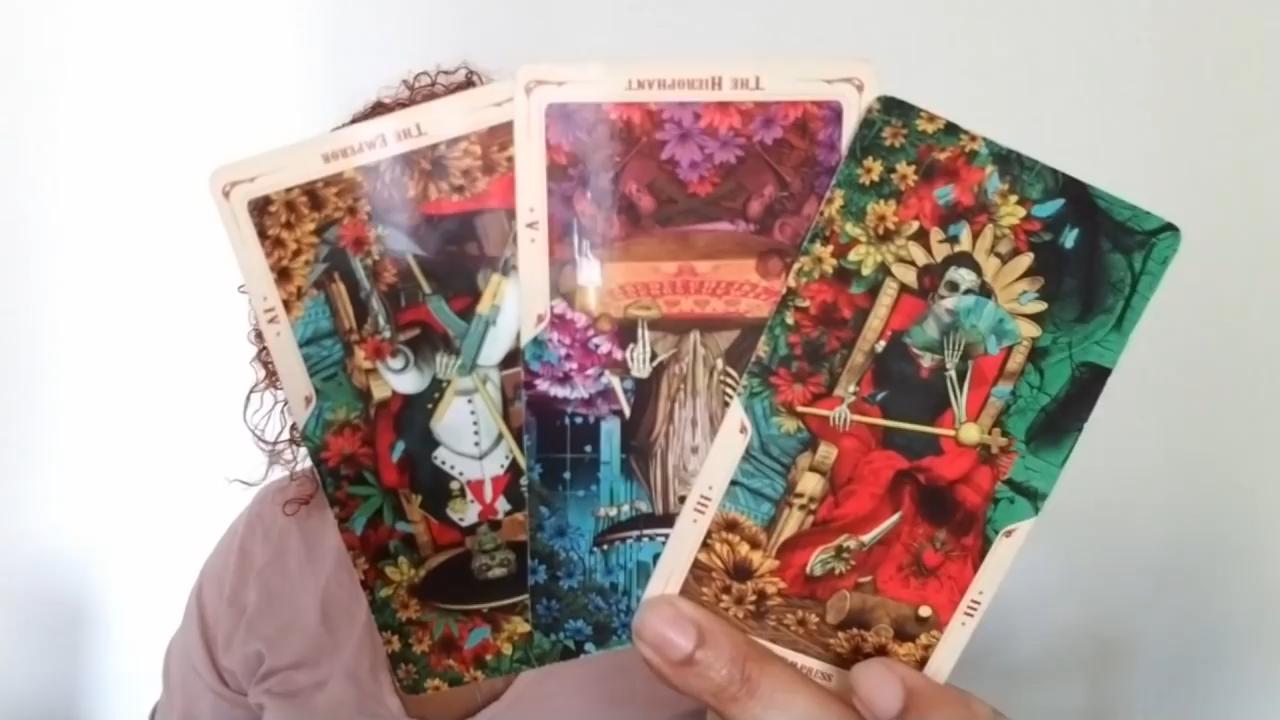 THE EMPEROR
· IV ·
THE HIEROPHANT
· V ·
· III ·
· III ·